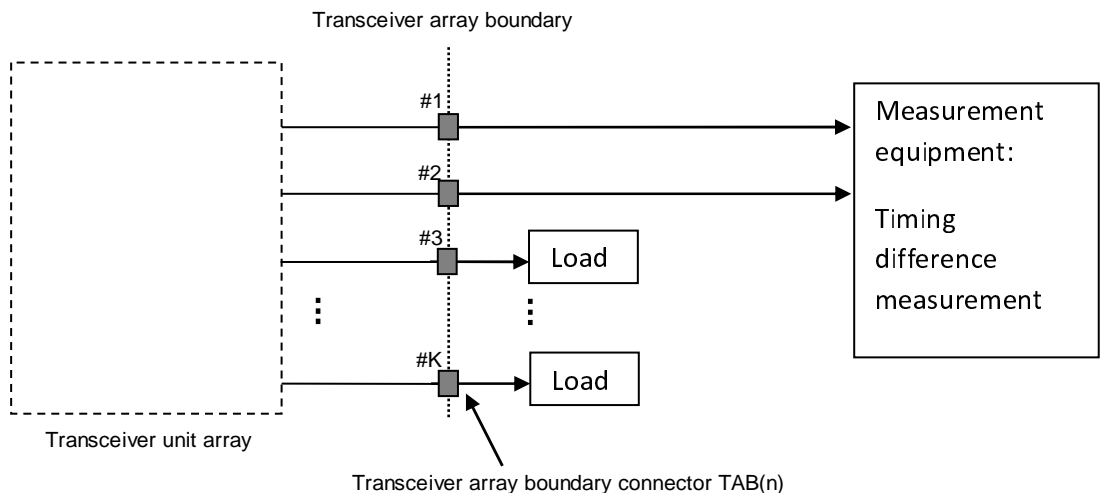 Transceiver array boundary
#1
#2
#3
#K
Load
Load
Measurement
equipment:
Timing
difference
measurement
Transceiver unit array
Transceiver array boundary connector TAB(n)